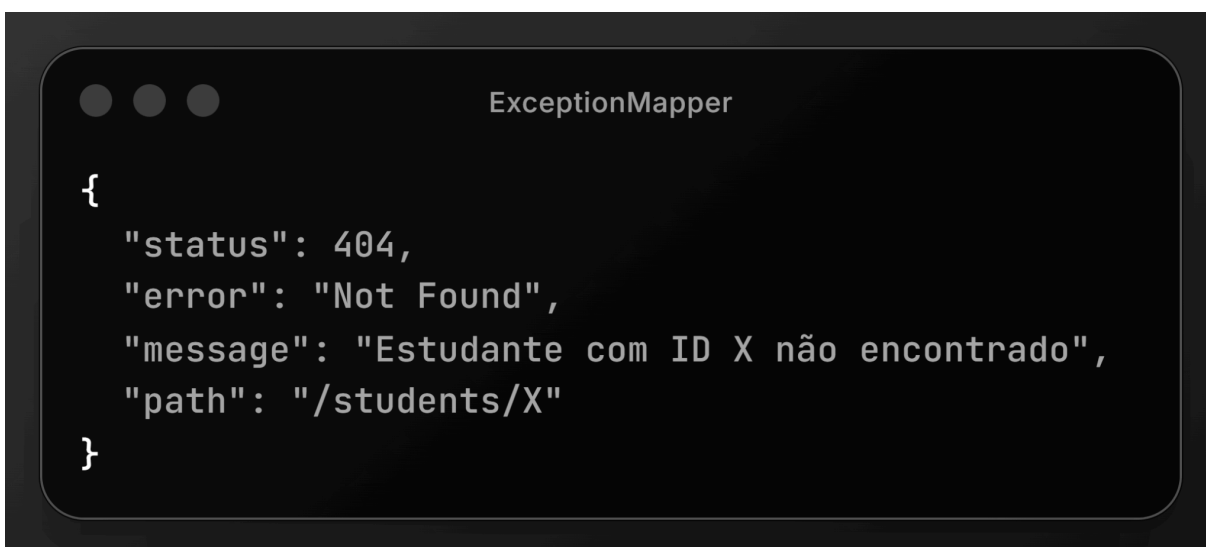 ExceptionMapper
{
"status": 404,
"error": "Not Found",
"message": "Estudante com ID X não encontrado",
"path": "/students/X"
}